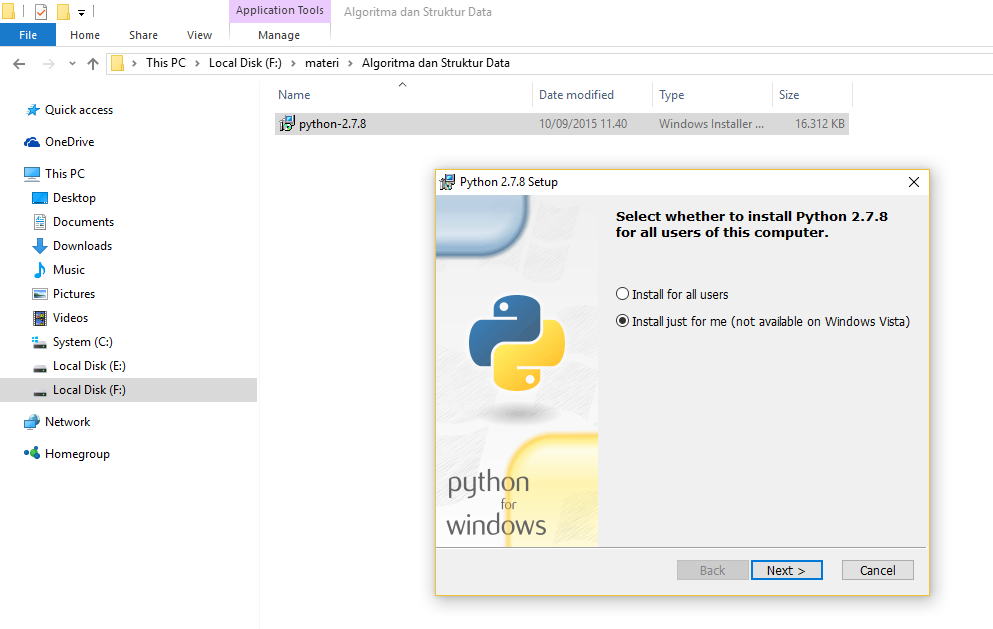 Application Tools
Algoritma dan Struktur Data
File
Home
Share
View
Manage
This PC
Local Disk (F:)
materi
Algoritma dan Struktur Data
Name
Date modified
Type
Size
python-2.7.8
10/09/2015 11.40
Windows Installer ...
16.312 KB
Quick access
OneDrive
This PC
Desktop
Documents
Downloads
Music
Pictures
Videos
System (C:)
Local Disk (E:)
Local Disk (F:)
Network
Homegroup
Python 2.7.8 Setup
Select whether to install Python 2.7.8
for all users of this computer.
Install for all users
Install just for me (not available on Windows Vista)
python
for
windows
Back
Next >
Cancel